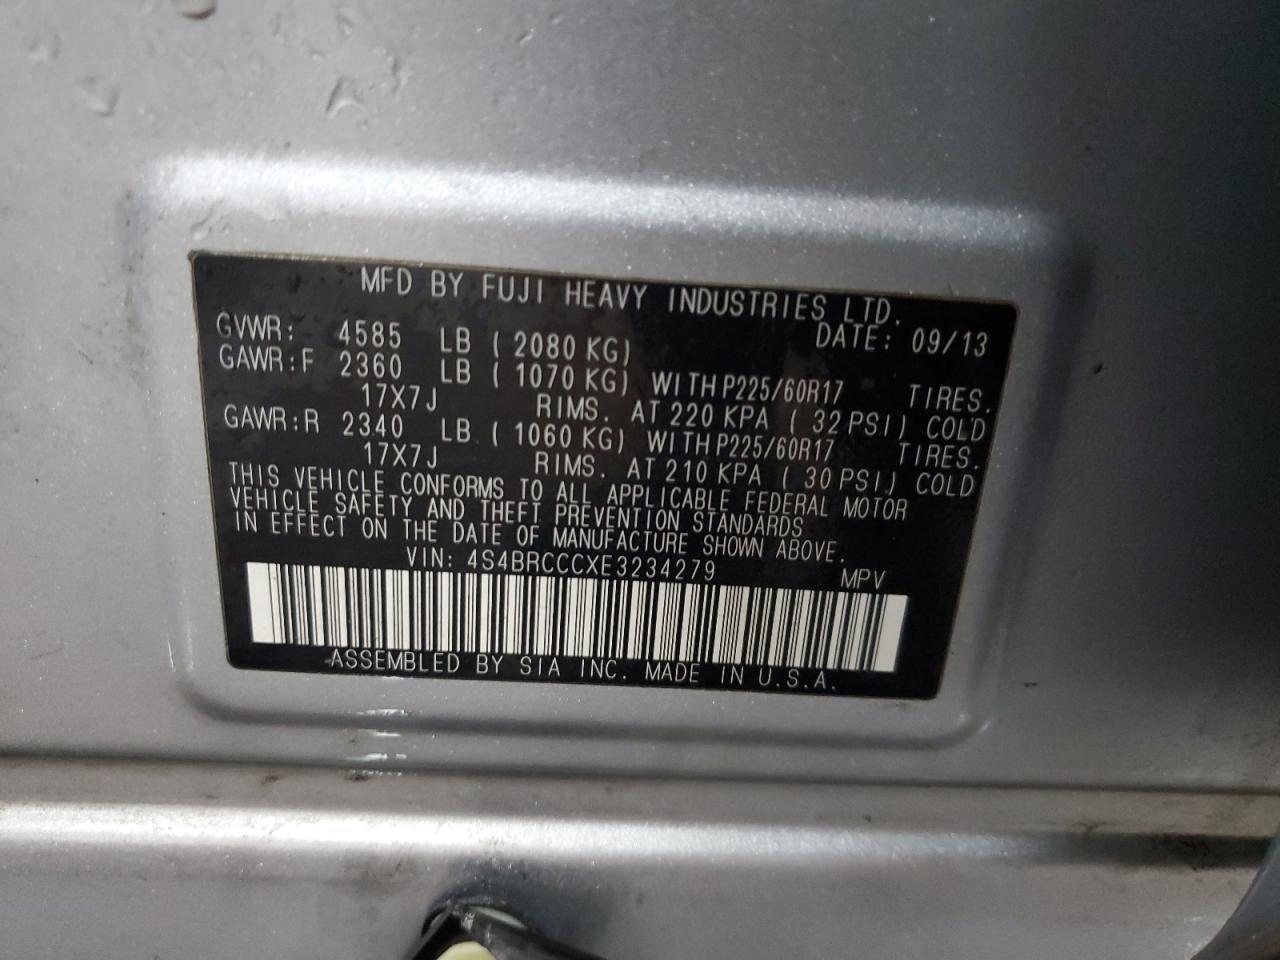 MFD BY FUJI HEAVY INDUSTRIES LTD.
GVWR: 4585 LB ( 2080 KG) DATE: 09/13
GAWR:F 2360 LB ( 1070 KG) WITH P225/60R17 TIRES.
17X7J RIMS. AT 220 KPA ( 32 PSI) COLD
GAWR:R 2340 LB ( 1060 KG) WITH P225/60R17 TIRES.
17X7J RIMS. AT 210 KPA ( 30 PSI) COLD
THIS VEHICLE CONFORMS TO ALL APPLICABLE FEDERAL MOTOR
VEHICLE SAFETY AND THEFT PREVENTION STANDARDS
IN EFFECT ON THE DATE OF MANUFACTURE SHOWN ABOVE.
VIN: 4S4BRCCCXE3234279 MPV
ASSEMBLED BY SIA INC. MADE IN U.S.A.